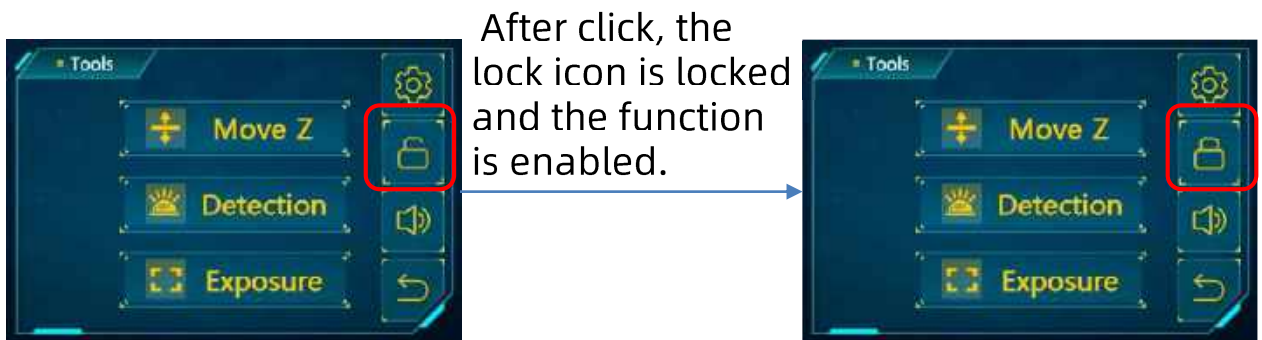 Tools
Move Z
Detection
Exposure
After click, the
lock icon is locked
and the function
is enabled.
Tools
Move Z
Detection
Exposure